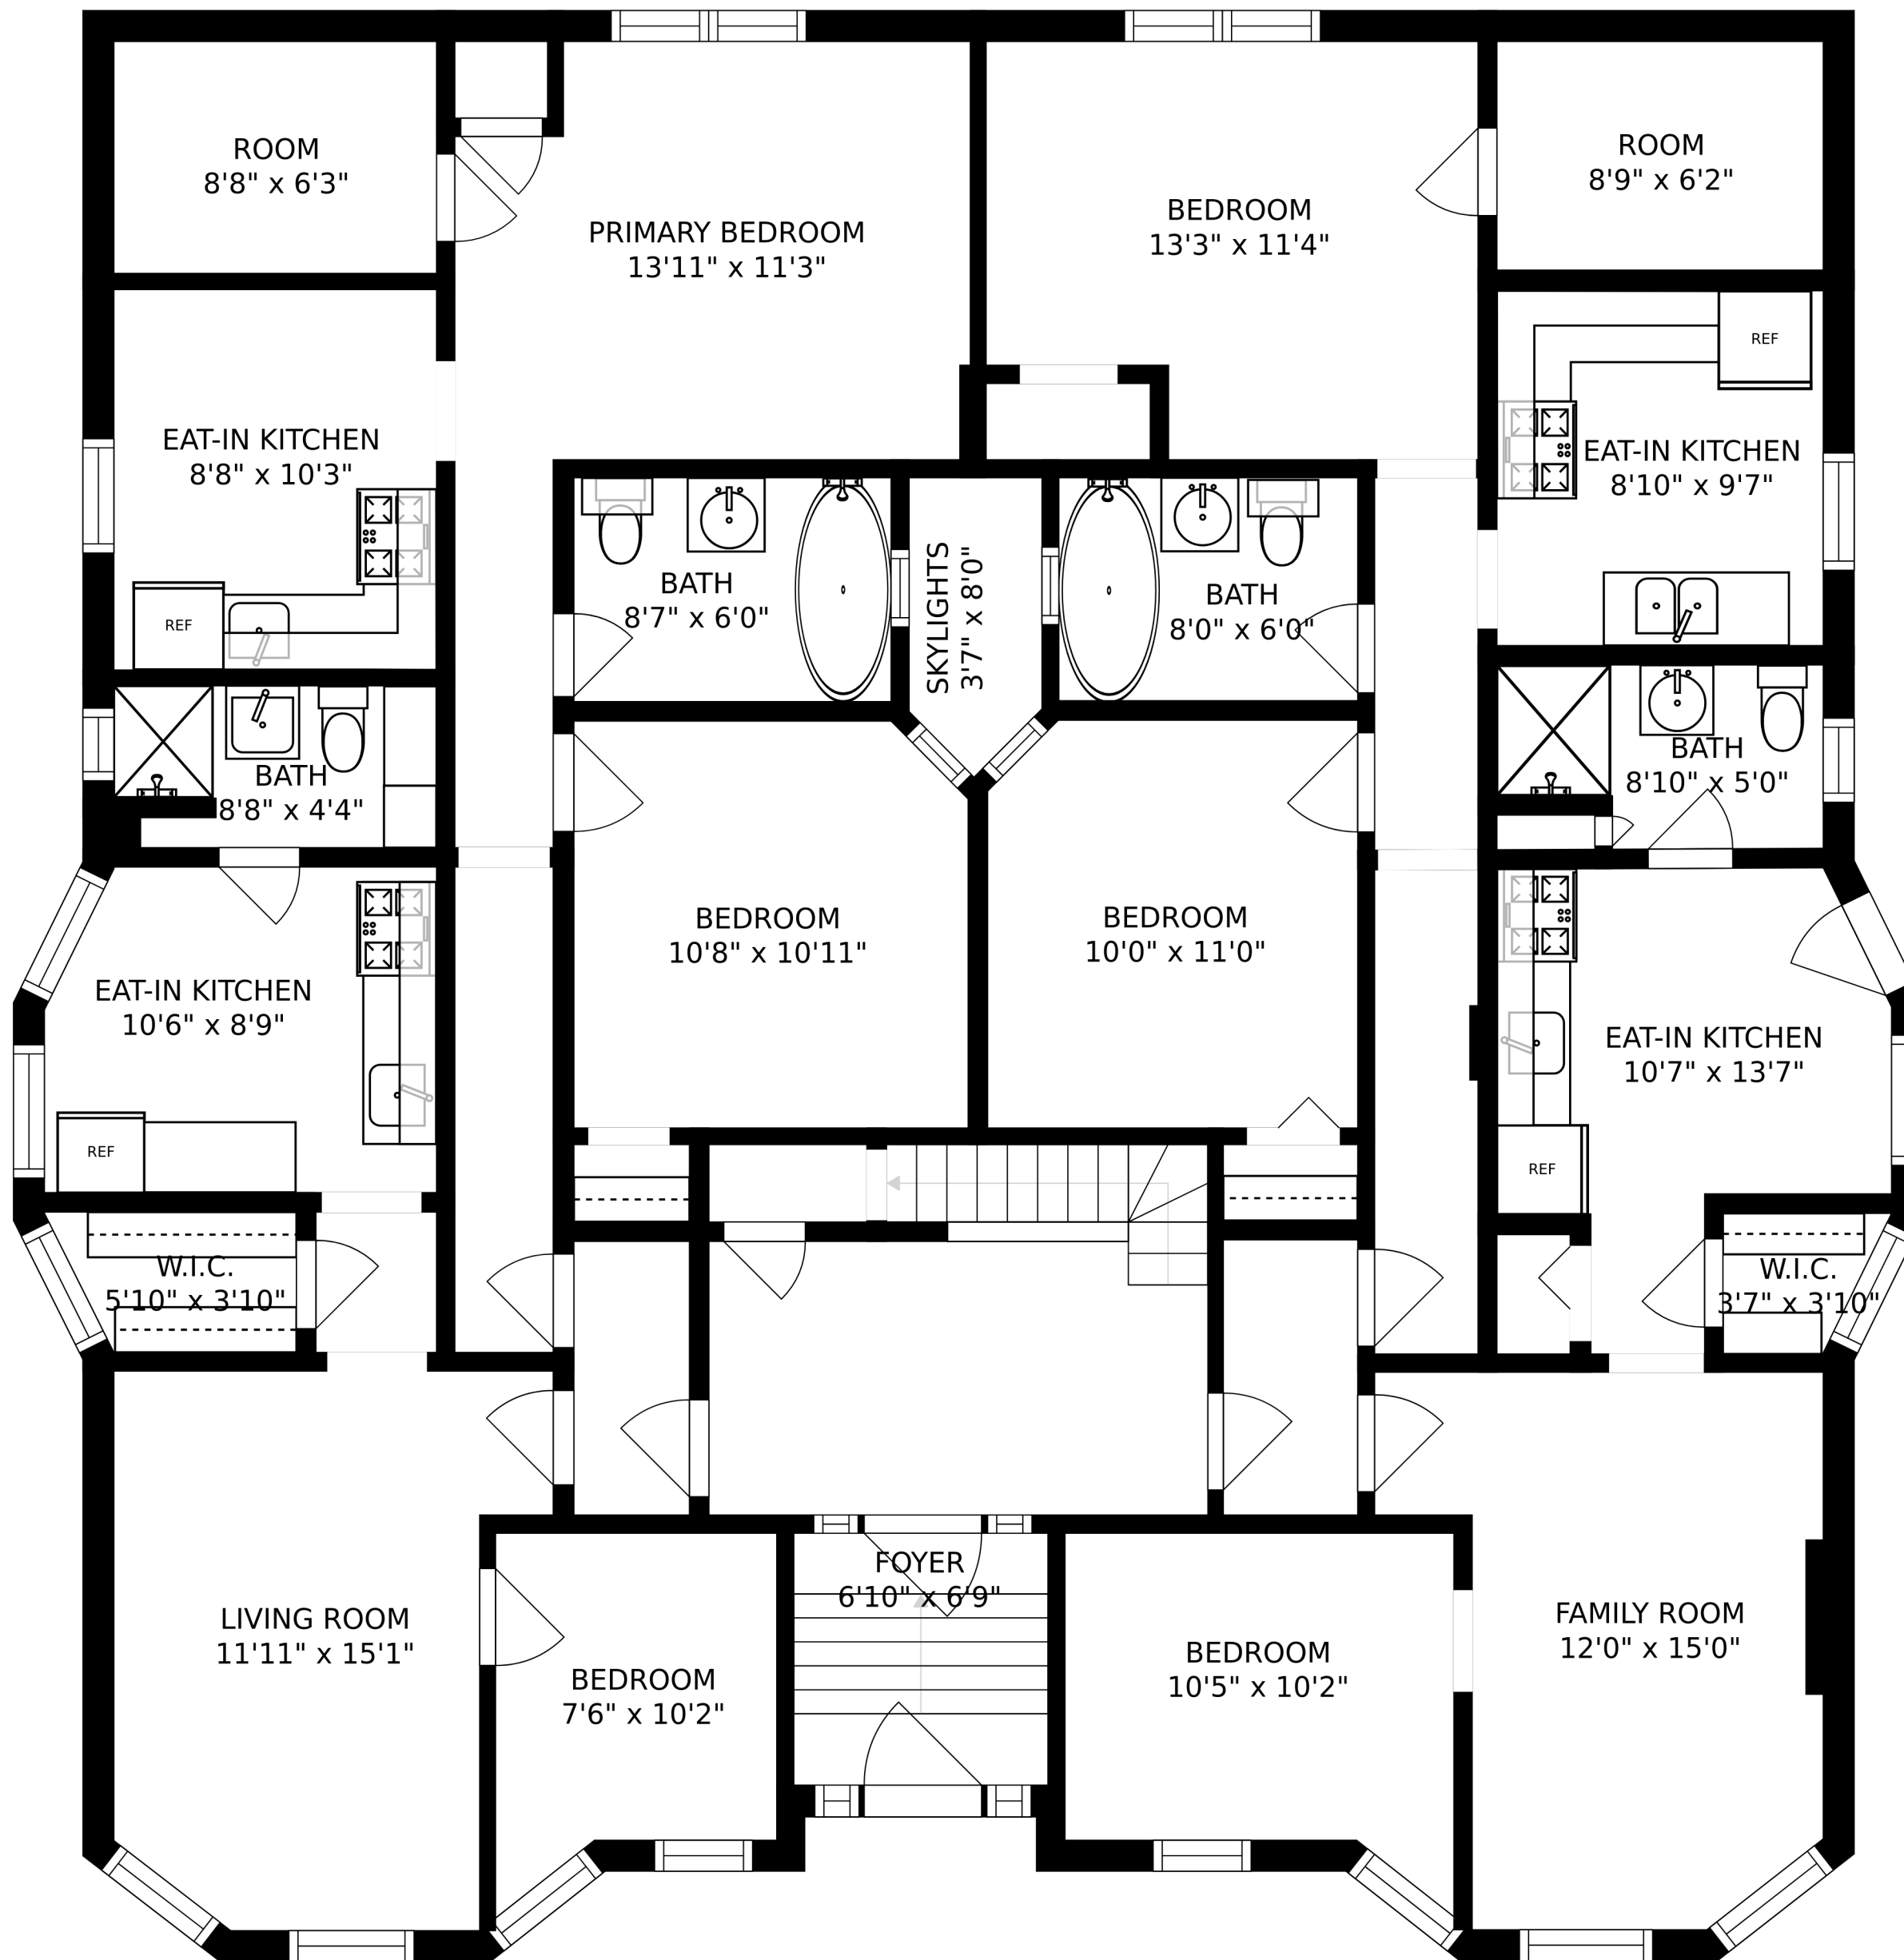 ROOM
8'8" x 6'3"
ROOM
8'9" x 6'2"
PRIMARY BEDROOM
13'11" x 11'3"
BEDROOM
13'3" x 11'4"
REF
EAT-IN KITCHEN
8'8" x 10'3"
EAT-IN KITCHEN
8'10" x 9'7"
REF
BATH
8'7" x 6'0"
SKYLIGHTS
3'7" x 8'0"
BATH
8'0" x 6'0"
BATH
8'8" x 4'4"
BATH
8'10" x 5'0"
BEDROOM
10'8" x 10'11"
BEDROOM
10'0" x 11'0"
EAT-IN KITCHEN
10'6" x 8'9"
EAT-IN KITCHEN
10'7" x 13'7"
REF
REF
W.I.C.
5'10" x 3'10"
W.I.C.
3'7" x 3'10"
FOYER
6'10" x 6'9"
LIVING ROOM
11'11" x 15'1"
FAMILY ROOM
12'0" x 15'0"
BEDROOM
7'6" x 10'2"
BEDROOM
10'5" x 10'2"